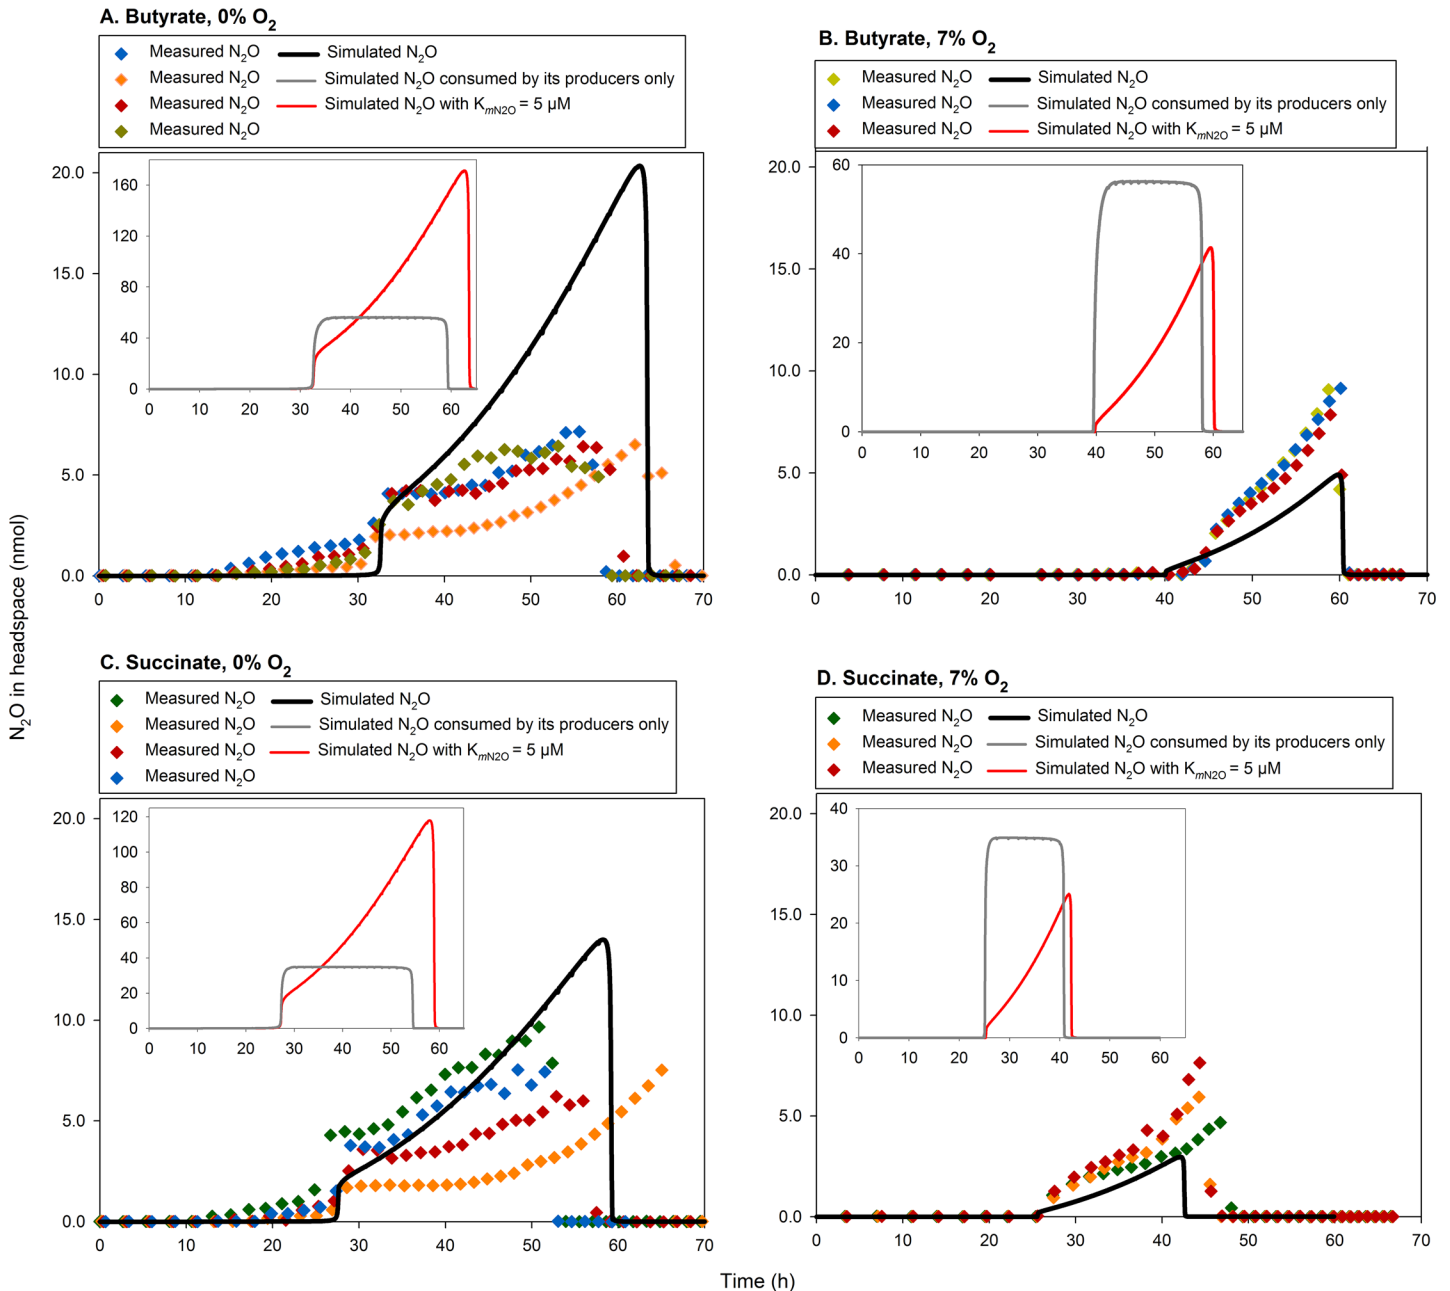 A. Butyrate, 0% O₂
Measured N₂O Simulated N₂O
Measured N₂O Simulated N₂O consumed by its producers only
Measured N₂O Simulated N₂O with KmN2O = 5 µM
Measured N₂O
20.0
15.0
10.0
5.0
0.0
0 10 20 30 40 50 60 70
160
120
80
40
0
0 10 20 30 40 50 60
B. Butyrate, 7% O₂
Measured N₂O Simulated N₂O
Measured N₂O Simulated N₂O consumed by its producers only
Measured N₂O Simulated N₂O with KmN2O = 5 µM
20.0
15.0
10.0
5.0
0.0
0 10 20 30 40 50 60 70
60
40
20
0
0 10 20 30 40 50 60
N₂O in headspace (nmol)
C. Succinate, 0% O₂
Measured N₂O Simulated N₂O
Measured N₂O Simulated N₂O consumed by its producers only
Measured N₂O Simulated N₂O with KmN2O = 5 µM
Measured N₂O
20.0
15.0
10.0
5.0
0.0
0 10 20 30 40 50 60 70
120
100
80
60
40
20
0
0 10 20 30 40 50 60
D. Succinate, 7% O₂
Measured N₂O Simulated N₂O
Measured N₂O Simulated N₂O consumed by its producers only
Measured N₂O Simulated N₂O with KmN2O = 5 µM
20.0
15.0
10.0
5.0
0.0
0 10 20 30 40 50 60 70
40
30
20
10
0
0 10 20 30 40 50 60
Time (h)